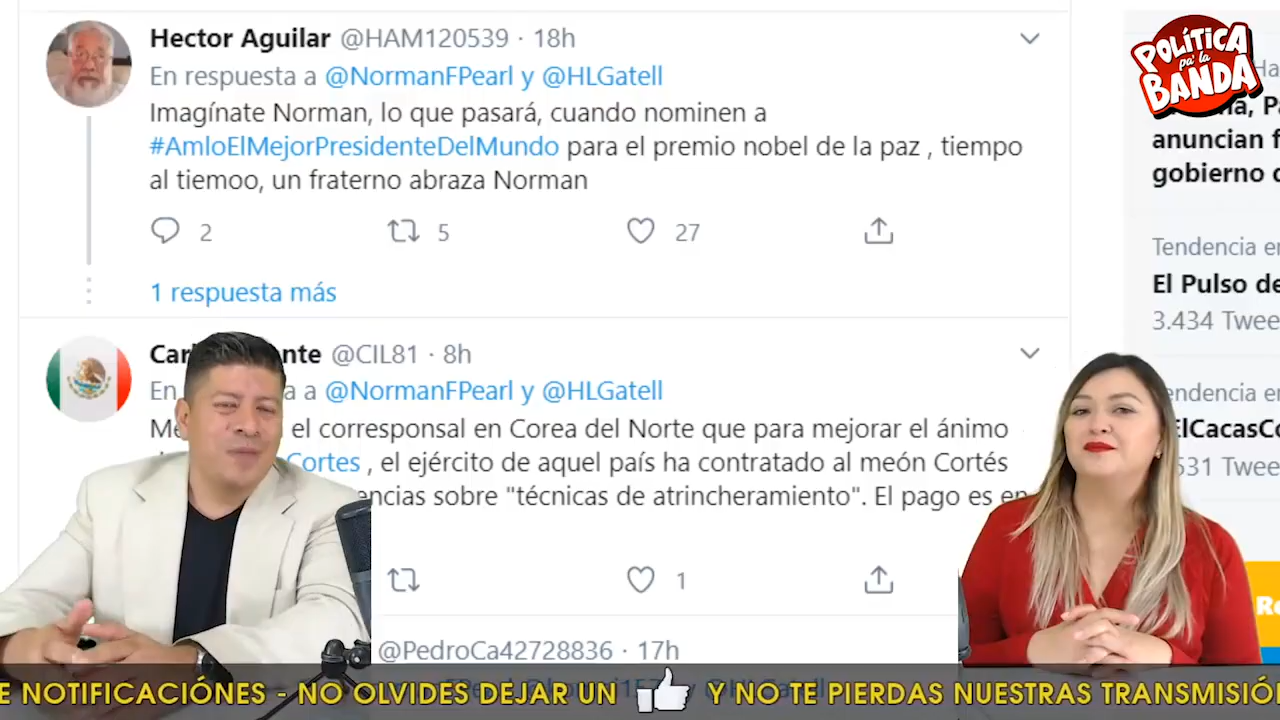 Hector Aguilar @HAM120539 · 18h
En respuesta a @NormanFPearl y @HLGatell
Imagínate Norman, lo que pasará, cuando nominen a
#AmloElMejorPresidenteDelMundo para el premio nobel de la paz , tiempo
al tiemoo, un fraterno abraza Norman
2 5 27
1 respuesta más
@CIL81 · 8h
En a @NormanFPearl y @HLGatell
el corresponsal en Corea del Norte que para mejorar el ánimo
Cortes , el ejército de aquel país ha contratado al meón Cortés
sobre "técnicas de atrincheramiento". El pago es en
1
@PedroCa42728836 · 17h
POLÍTICA
pa' la
BANDA
anuncian f
gobierno
Tendencia en
El Pulso de
3.434 Twee
Tendencia en
ElCacasCo
531 Twee
E NOTIFICACIÓNES - NO OLVIDES DEJAR UN Y NO TE PIERDAS NUESTRAS TRANSMISIÓ